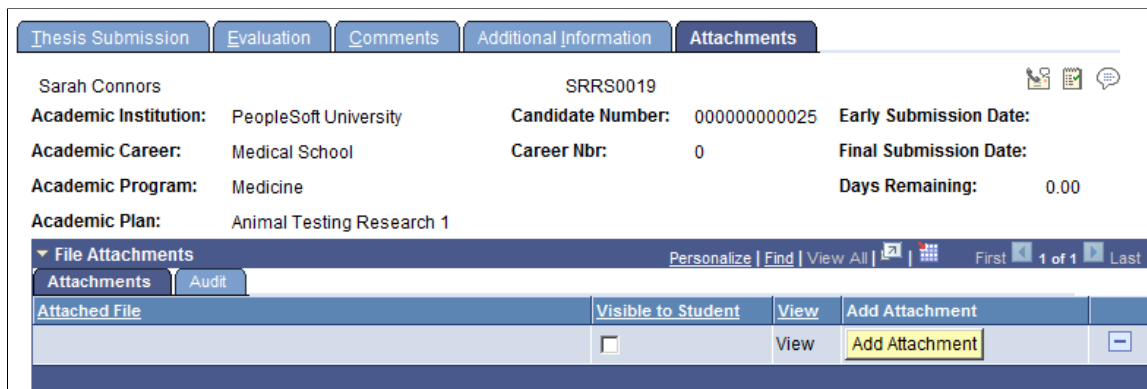 Thesis Submission Evaluation Comments Additional Information Attachments
Sarah Connors SRRS0019
Academic Institution: PeopleSoft University Candidate Number: 000000000025 Early Submission Date:
Academic Career: Medical School Career Nbr: 0 Final Submission Date:
Academic Program: Medicine Days Remaining: 0.00
Academic Plan: Animal Testing Research 1
File Attachments Personalize | Find | View All | | First 1 of 1 Last
Attachments Audit
Attached File Visible to Student View Add Attachment
View Add Attachment